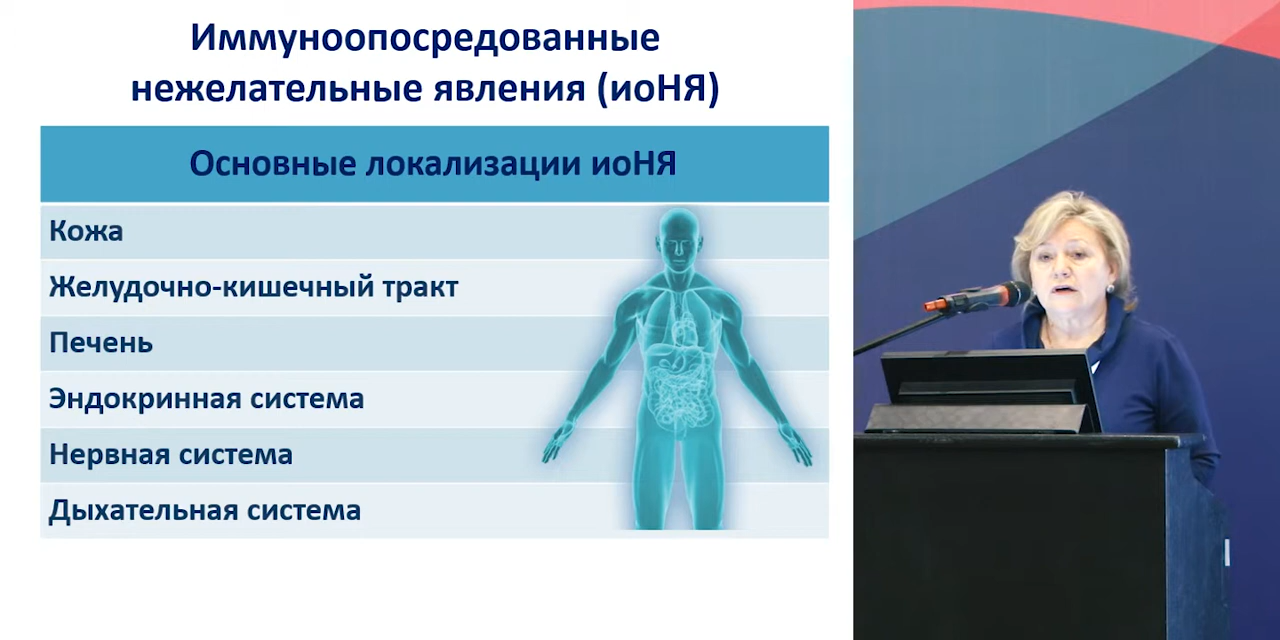 Иммуноопосредованные
нежелательные явления (иоНЯ)
Основные локализации иоНЯ
Кожа
Желудочно-кишечный тракт
Печень
Эндокринная система
Нервная система
Дыхательная система